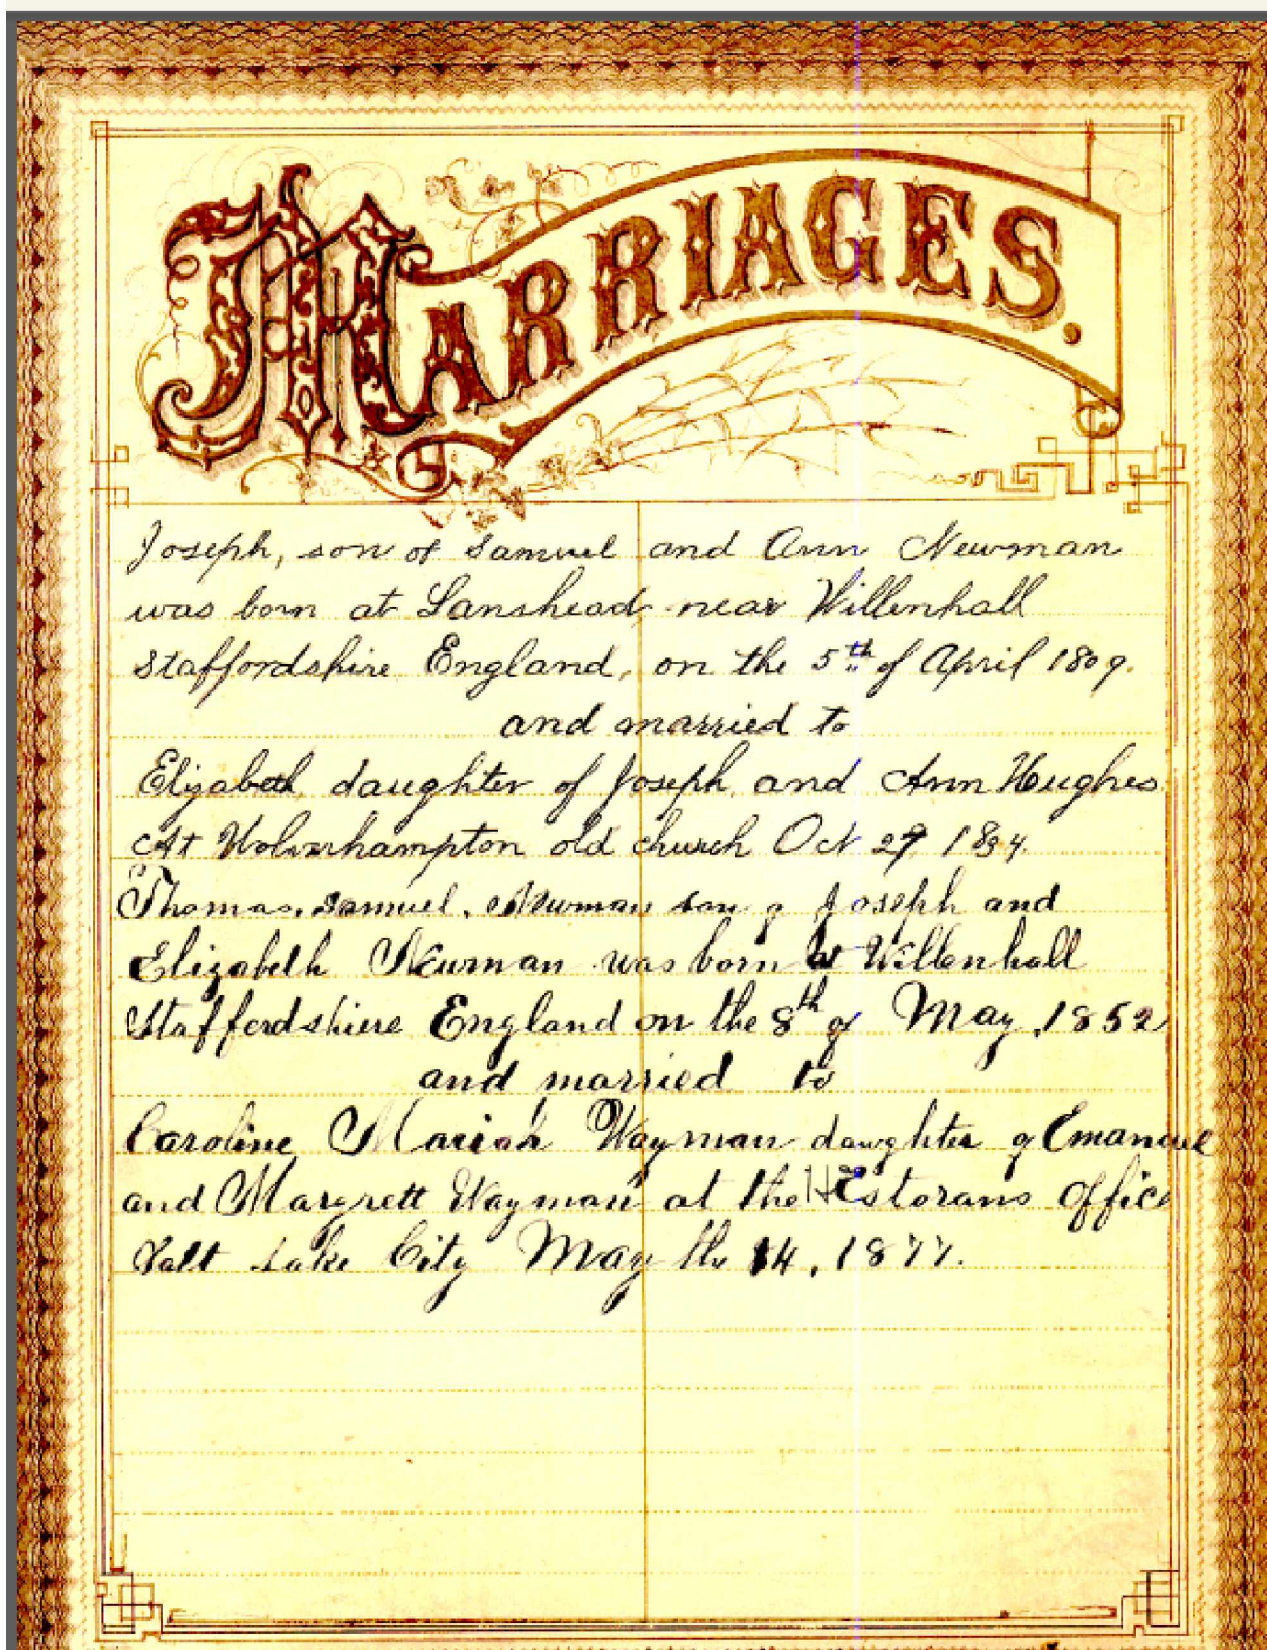 MARRIAGES.
Joseph, son of Samuel and Ann Newman
was born at Lanshead near Willenhall
Staffordshire England, on the 5th of April 1809.
and married to
Elizabeth daughter of Joseph and Ann Hughes
At Wolverhampton old church Oct 27 1834.
Thomas. Samuel. Newman son of Joseph and
Elizabeth Newman was born at Willenhall
Staffordshiere England on the 8th of May, 1852
and married to
Caroline Mariah Wayman daughter of Emanuel
and Margrett Wayman at the Estorans Office
Salt Lake City May the 14, 1877.